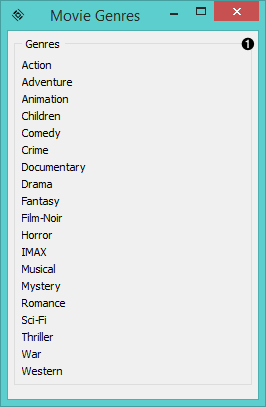 Movie Genres
Genres
1
Action
Adventure
Animation
Children
Comedy
Crime
Documentary
Drama
Fantasy
Film-Noir
Horror
IMAX
Musical
Mystery
Romance
Sci-Fi
Thriller
War
Western